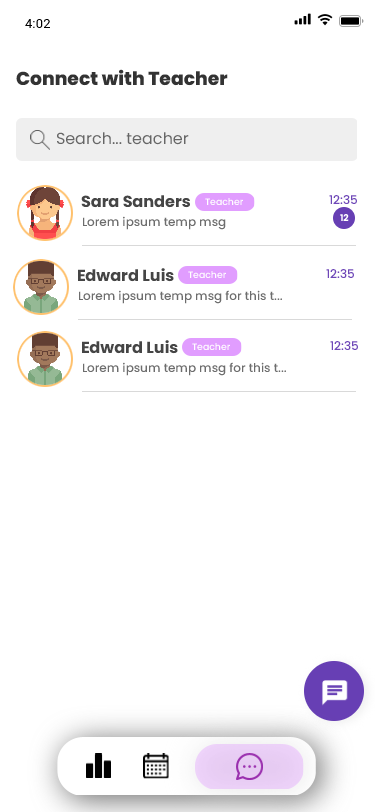 4:02
Connect with Teacher
Search... teacher
Sara Sanders Teacher 12:35
Lorem ipsum temp msg 12
Edward Luis Teacher 12:35
Lorem ipsum temp msg for this t...
Edward Luis Teacher 12:35
Lorem ipsum temp msg for this t...